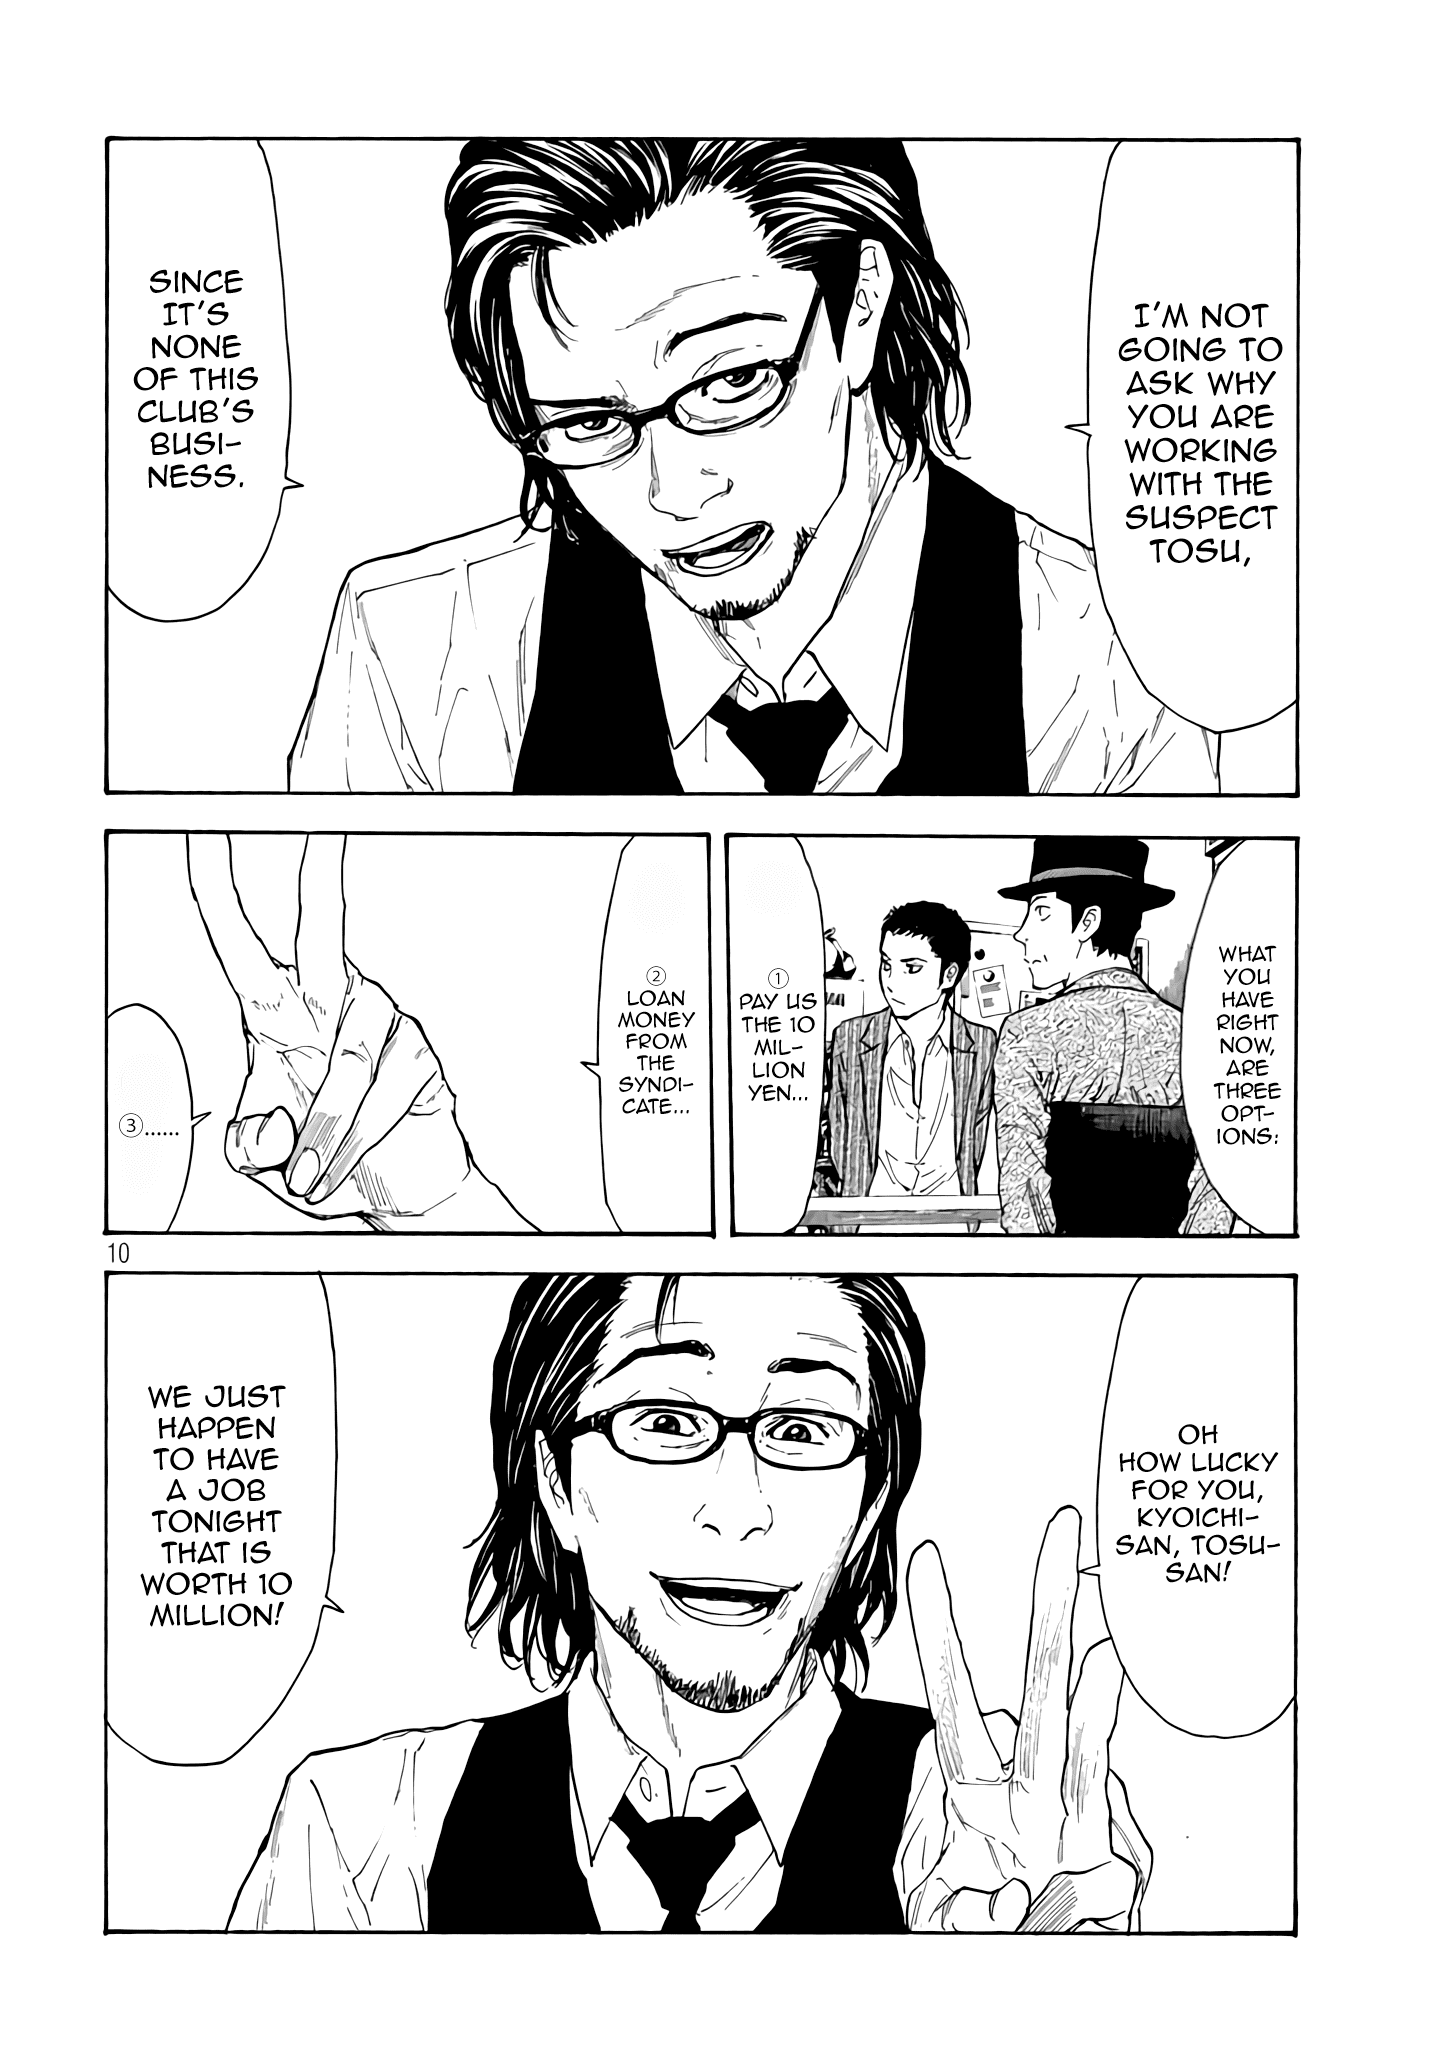 I'M NOT
GOING TO
ASK WHY
YOU ARE
WORKING
WITH THE
SUSPECT
TOSU,
SINCE
IT'S
NONE
OF THIS
CLUB'S
BUSI-
NESS.
WHAT
YOU
HAVE
RIGHT
NOW,
ARE
THREE
OPT-
IONS:
①
PAY US
THE 10
MIL-
LION
YEN...
②
LOAN
MONEY
FROM
THE
SYNDI-
CATE...
③......
10
OH
HOW LUCKY
FOR YOU,
KYOICHI-
SAN, TOSU-
SAN!
WE JUST
HAPPEN
TO HAVE
A JOB
TONIGHT
THAT IS
WORTH 10
MILLION!